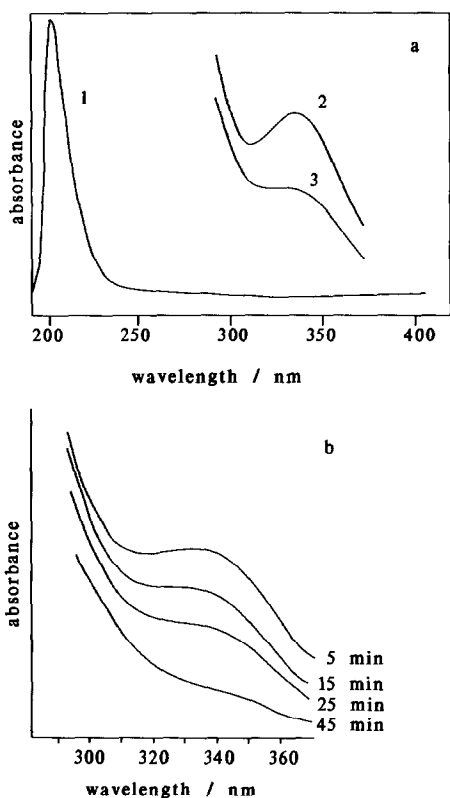 a
1
2
3
absorbance
200 250 300 350 400
wavelength / nm
b
absorbance
5 min
15 min
25 min
45 min
300 320 340 360
wavelength / nm